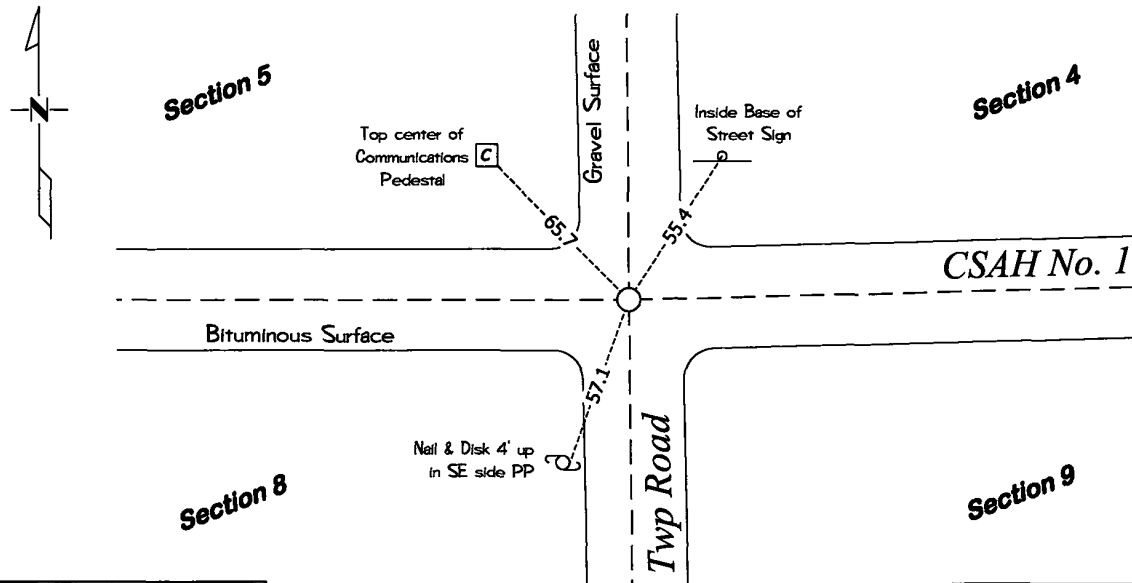 N
Section 5
Section 4
Gravel Surface
Top center of
Communications
Pedestal
C
Inside Base of
Street Sign
65.7
55.4
CSAH No. 1
Bituminous Surface
57.1
Nail & Disk 4' up
in SE side PP
Twp Road
Section 8
Section 9